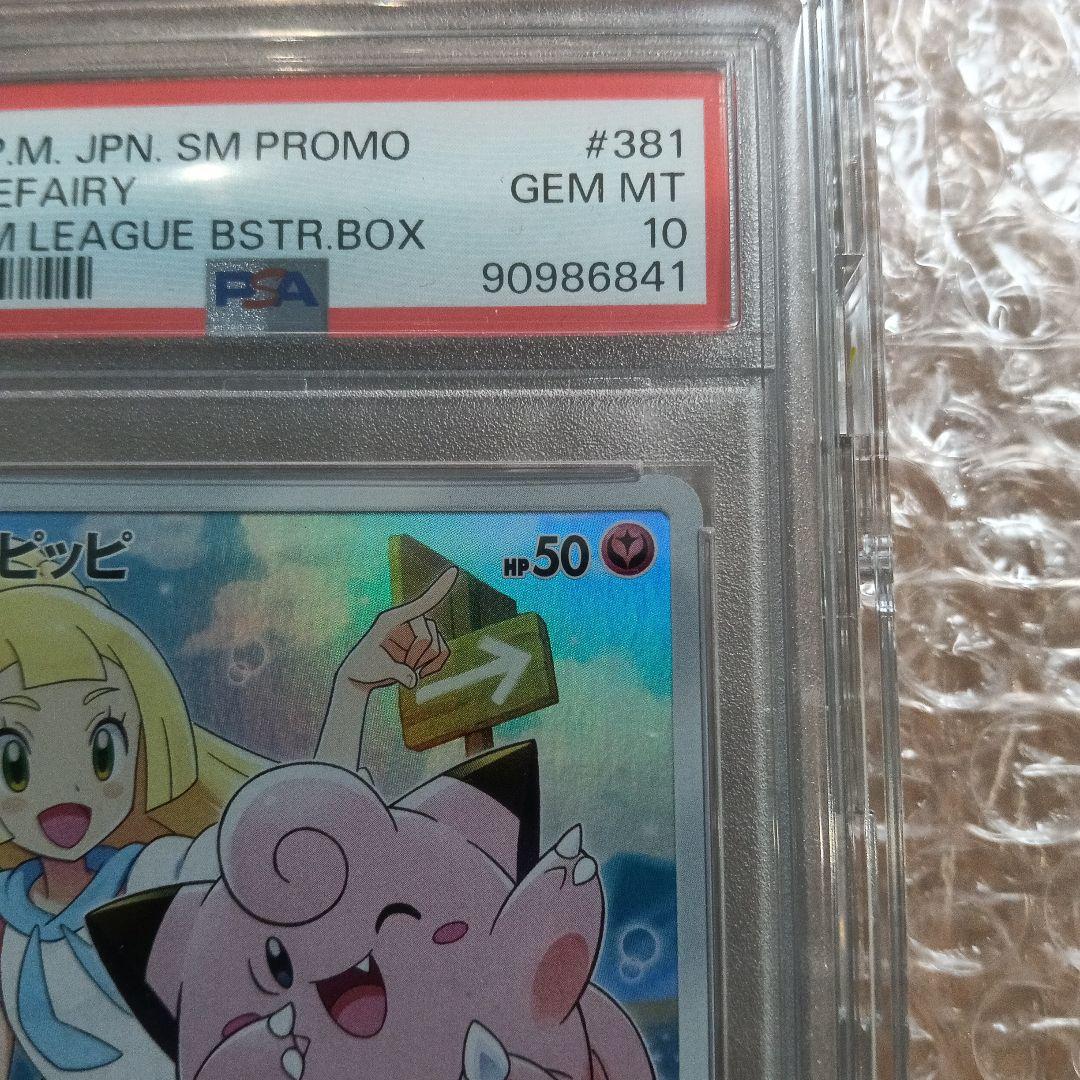 P.M. JPN. SM PROMO #381
EFAIRY GEM MT
M LEAGUE BSTR.BOX 10
PSA 90986841
ピッピ HP50